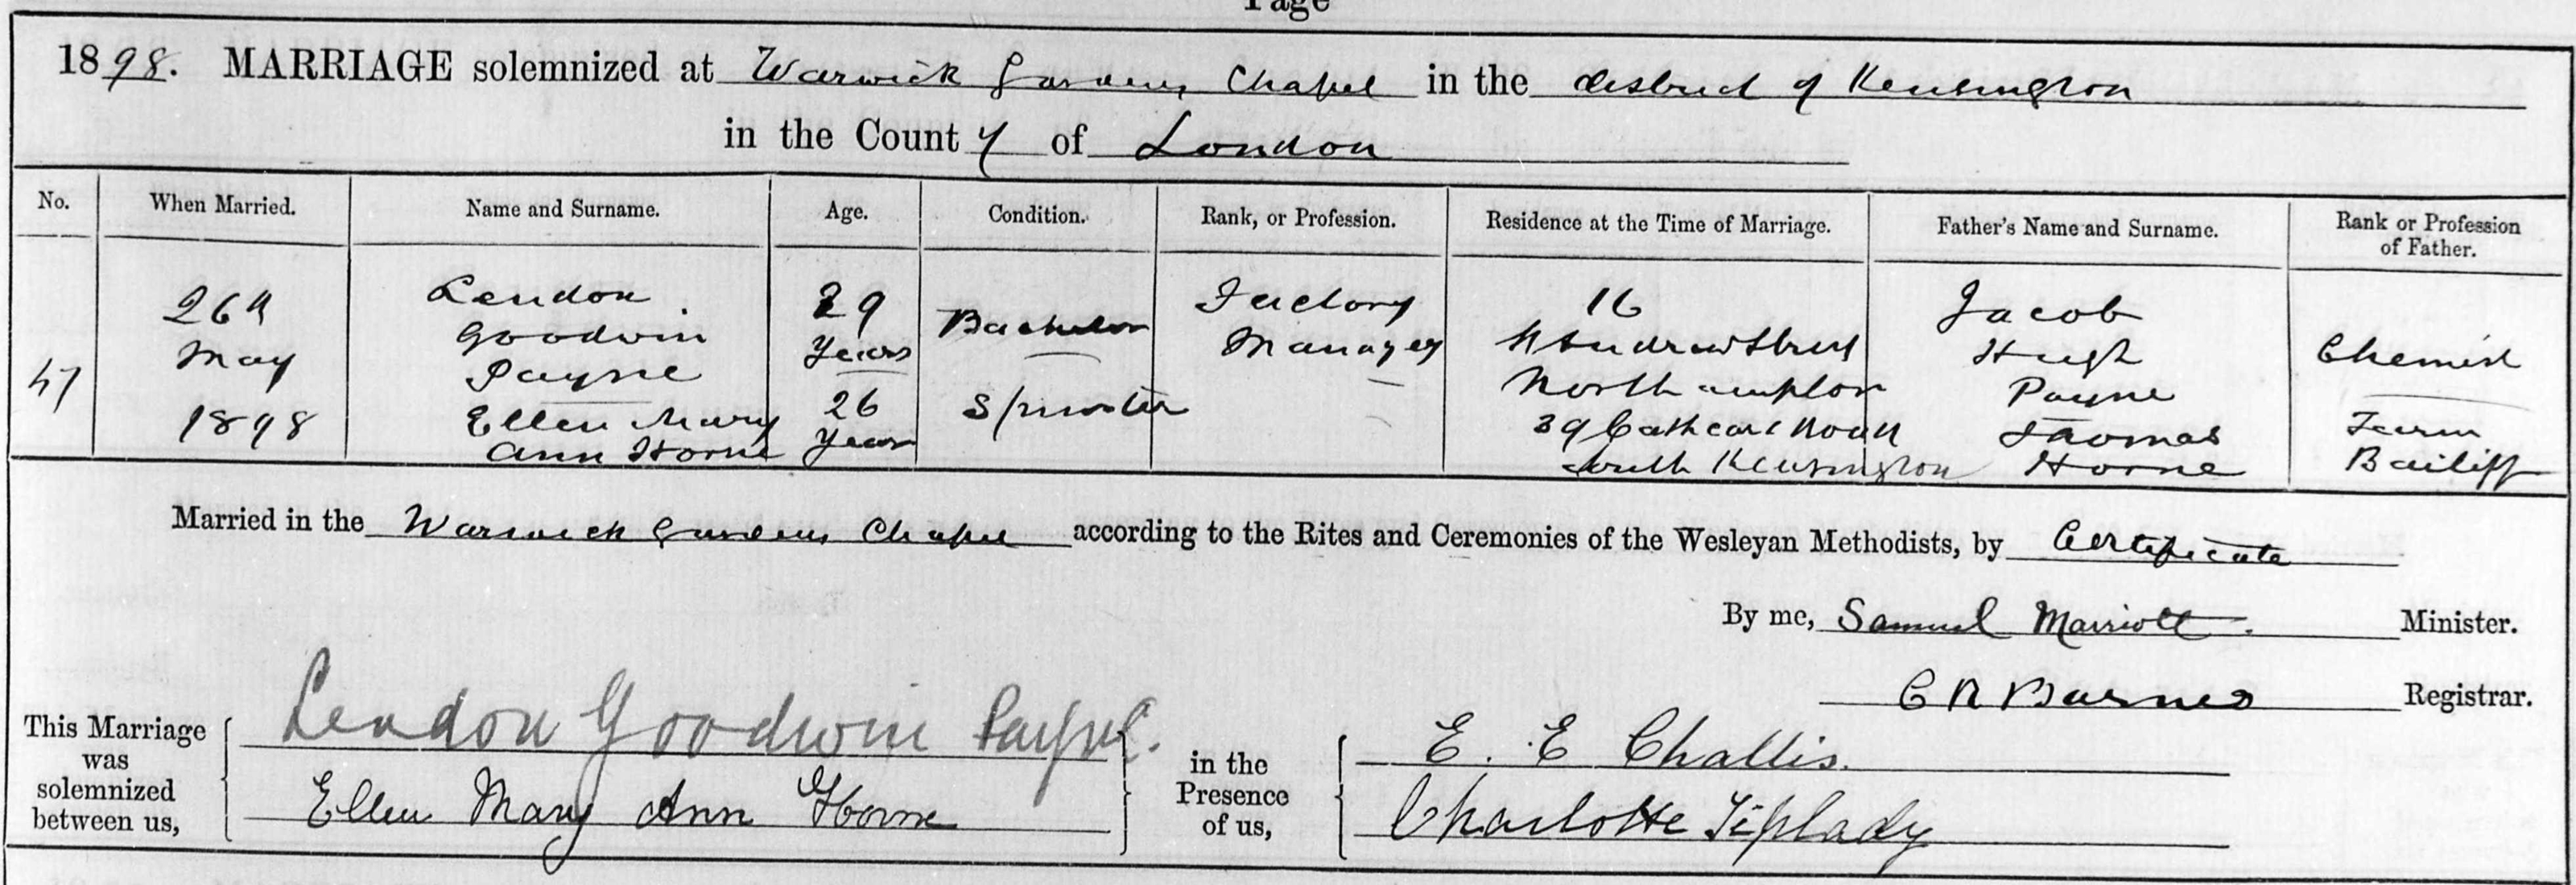 Page
1898. MARRIAGE solemnized at Warwick Gardens Chapel in the district of Kensington
in the County of London
No. When Married. Name and Surname. Age. Condition. Rank, or Profession. Residence at the Time of Marriage. Father's Name and Surname. Rank or Profession of Father.
47 26th May 1898 Lendon Goodwin Payne 29 Years Bachelor Factory Manager 16 St Andrew Street Northampton Jacob Hugh Payne Chemist
Ellen Mary Ann Horne 26 Years Spinster 39 Cathcart Road South Kensington Thomas Horne Farm Bailiff
Married in the Warwick Gardens Chapel according to the Rites and Ceremonies of the Wesleyan Methodists, by Certificate
By me, Samuel Marriott. Minister.
C R Barnes Registrar.
This Marriage was solemnized between us, Lendon Goodwin Payne. in the Presence of us, E. E Challis.
Ellen Mary Ann Horne Charlotte Tiplady